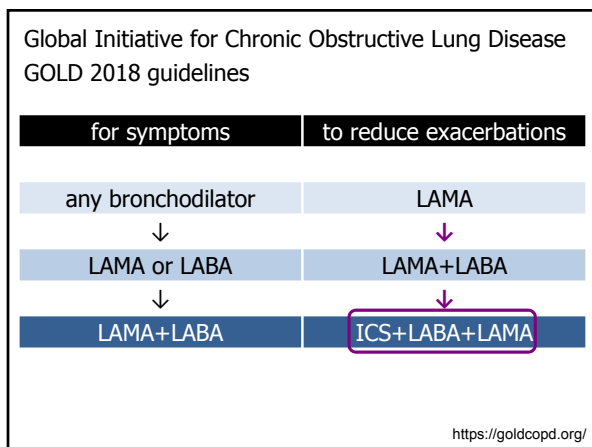 Global Initiative for Chronic Obstructive Lung Disease
GOLD 2018 guidelines
for symptoms to reduce exacerbations
any bronchodilator LAMA
↓ ↓
LAMA or LABA LAMA+LABA
↓ ↓
LAMA+LABA ICS+LABA+LAMA
https://goldcopd.org/